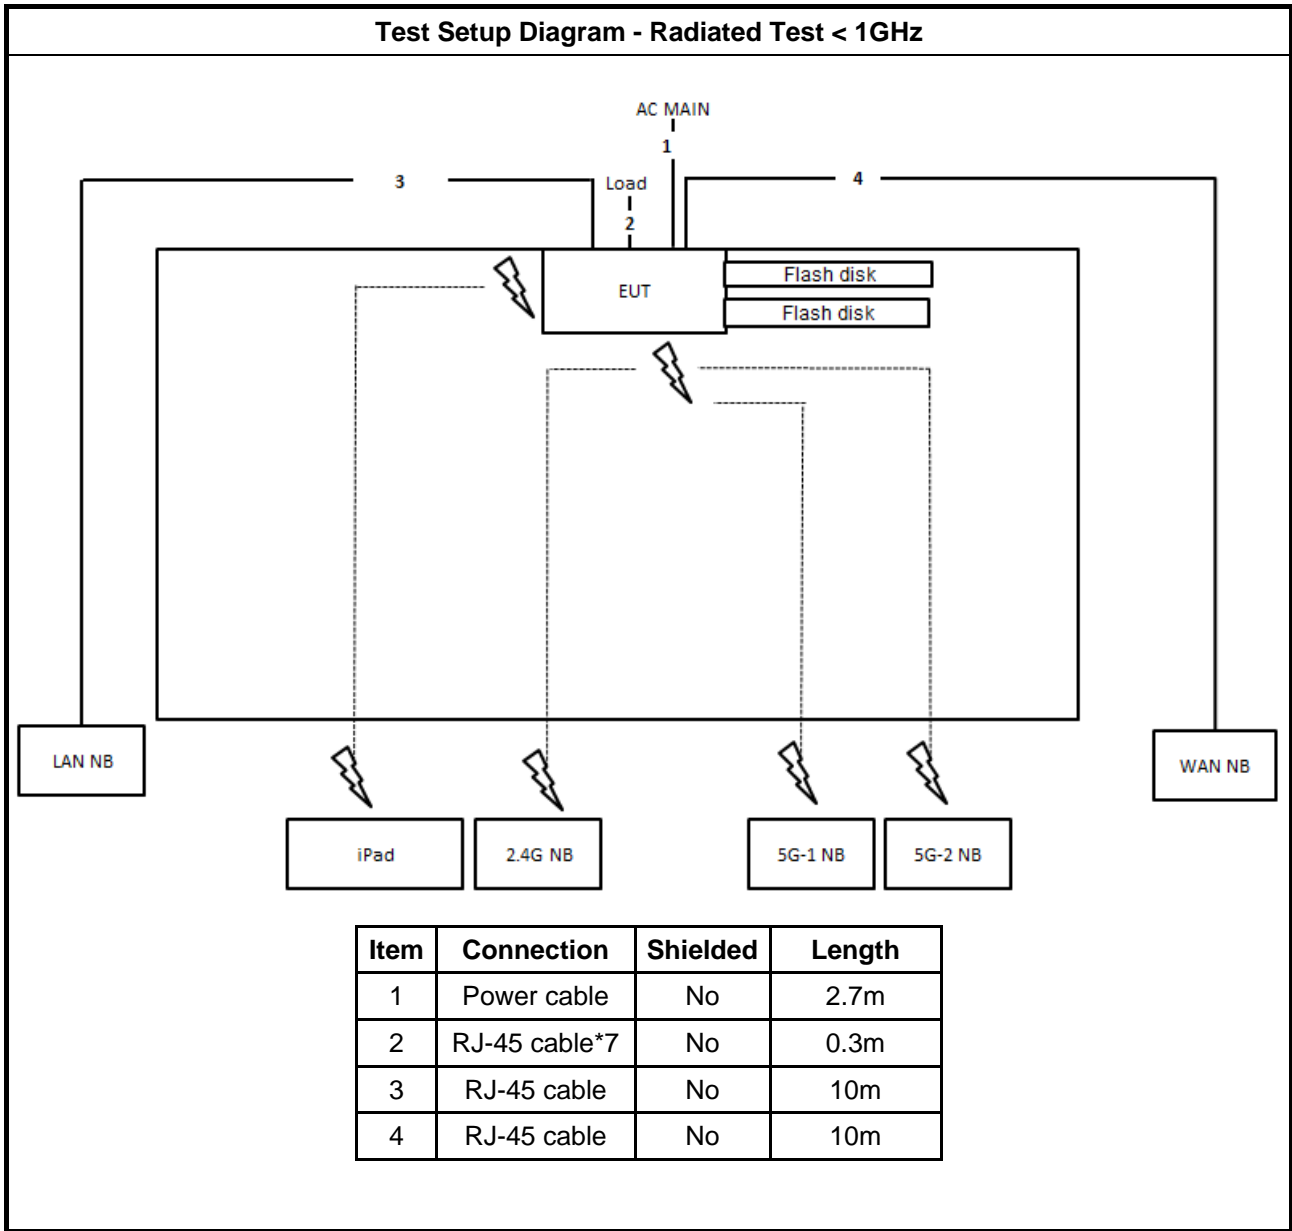 Test Setup Diagram - Radiated Test < 1GHz
AC MAIN
1
3
Load
4
2
EUT
Flash disk
Flash disk
LAN NB
WAN NB
iPad
2.4G NB
5G-1 NB
5G-2 NB
Item Connection Shielded Length
1 Power cable No 2.7m
2 RJ-45 cable*7 No 0.3m
3 RJ-45 cable No 10m
4 RJ-45 cable No 10m